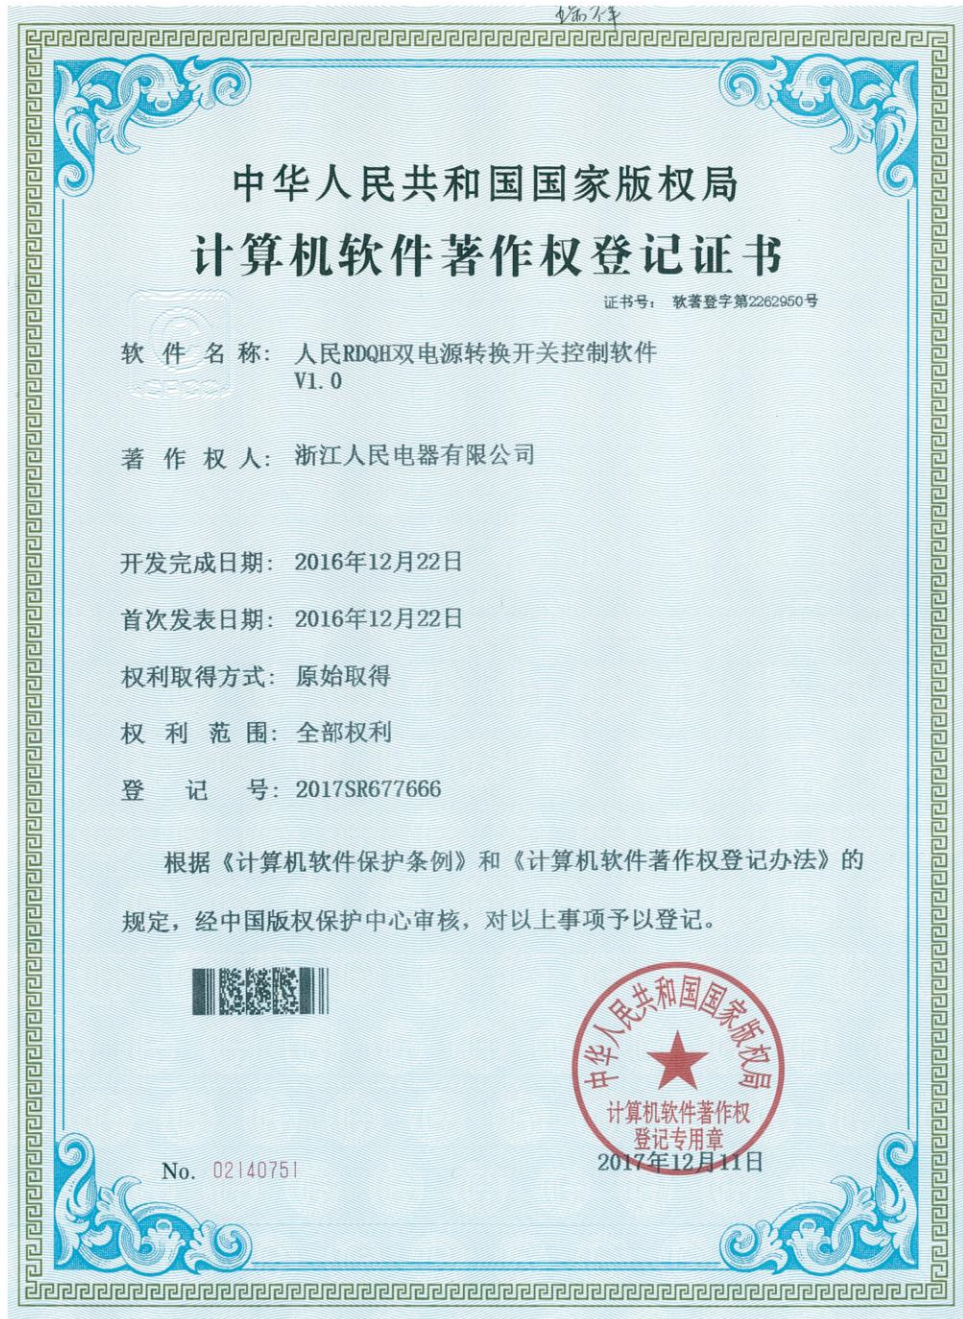 中华人民共和国国家版权局
计算机软件著作权登记证书
证书号： 软著登字第2262950号
软件名称： 人民RDQH双电源转换开关控制软件
V1.0
著作权人： 浙江人民电器有限公司
开发完成日期： 2016年12月22日
首次发表日期： 2016年12月22日
权利取得方式： 原始取得
权利范围： 全部权利
登记号： 2017SR677666
根据《计算机软件保护条例》和《计算机软件著作权登记办法》的
规定，经中国版权保护中心审核，对以上事项予以登记。
中华人民共和国国家版权局
计算机软件著作权
登记专用章
2017年12月11日
No. 02140751